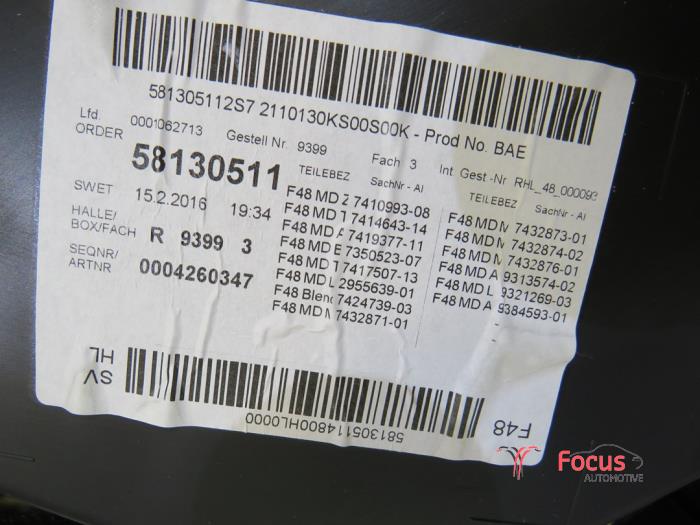 581305112S7 2110130KS00S00K - Prod No. BAE
Lfd. ORDER 0001062713 Gestell Nr. 9399 Fach 3 Int Gest-Nr RHL_48_000093
58130511
TEILEBEZ SachNr - AI TEILEBEZ SachNr - AI
SWET 15.2.2016 19:34
HALLE/
BOX/FACH R 9399 3
SEQNR/
ARTNR 0004260347
F48 MD Z 7410993-08
F48 MD T 7414643-14
F48 MD A 7419377-11
F48 MD E 7350523-07
F48 MD T 7417507-13
F48 MD L 2955639-01
F48 Blend 7424739-03
F48 MD M 7432871-01
F48 MD M 7432873-01
F48 MD M 7432874-02
F48 MD M 7432876-01
F48 MD A 9313574-02
F48 MD L 9321269-03
F48 MD A 9384593-01
-
-
SV
HL
581305114800HL0000
F48
Focus
AUTOMOTIVE